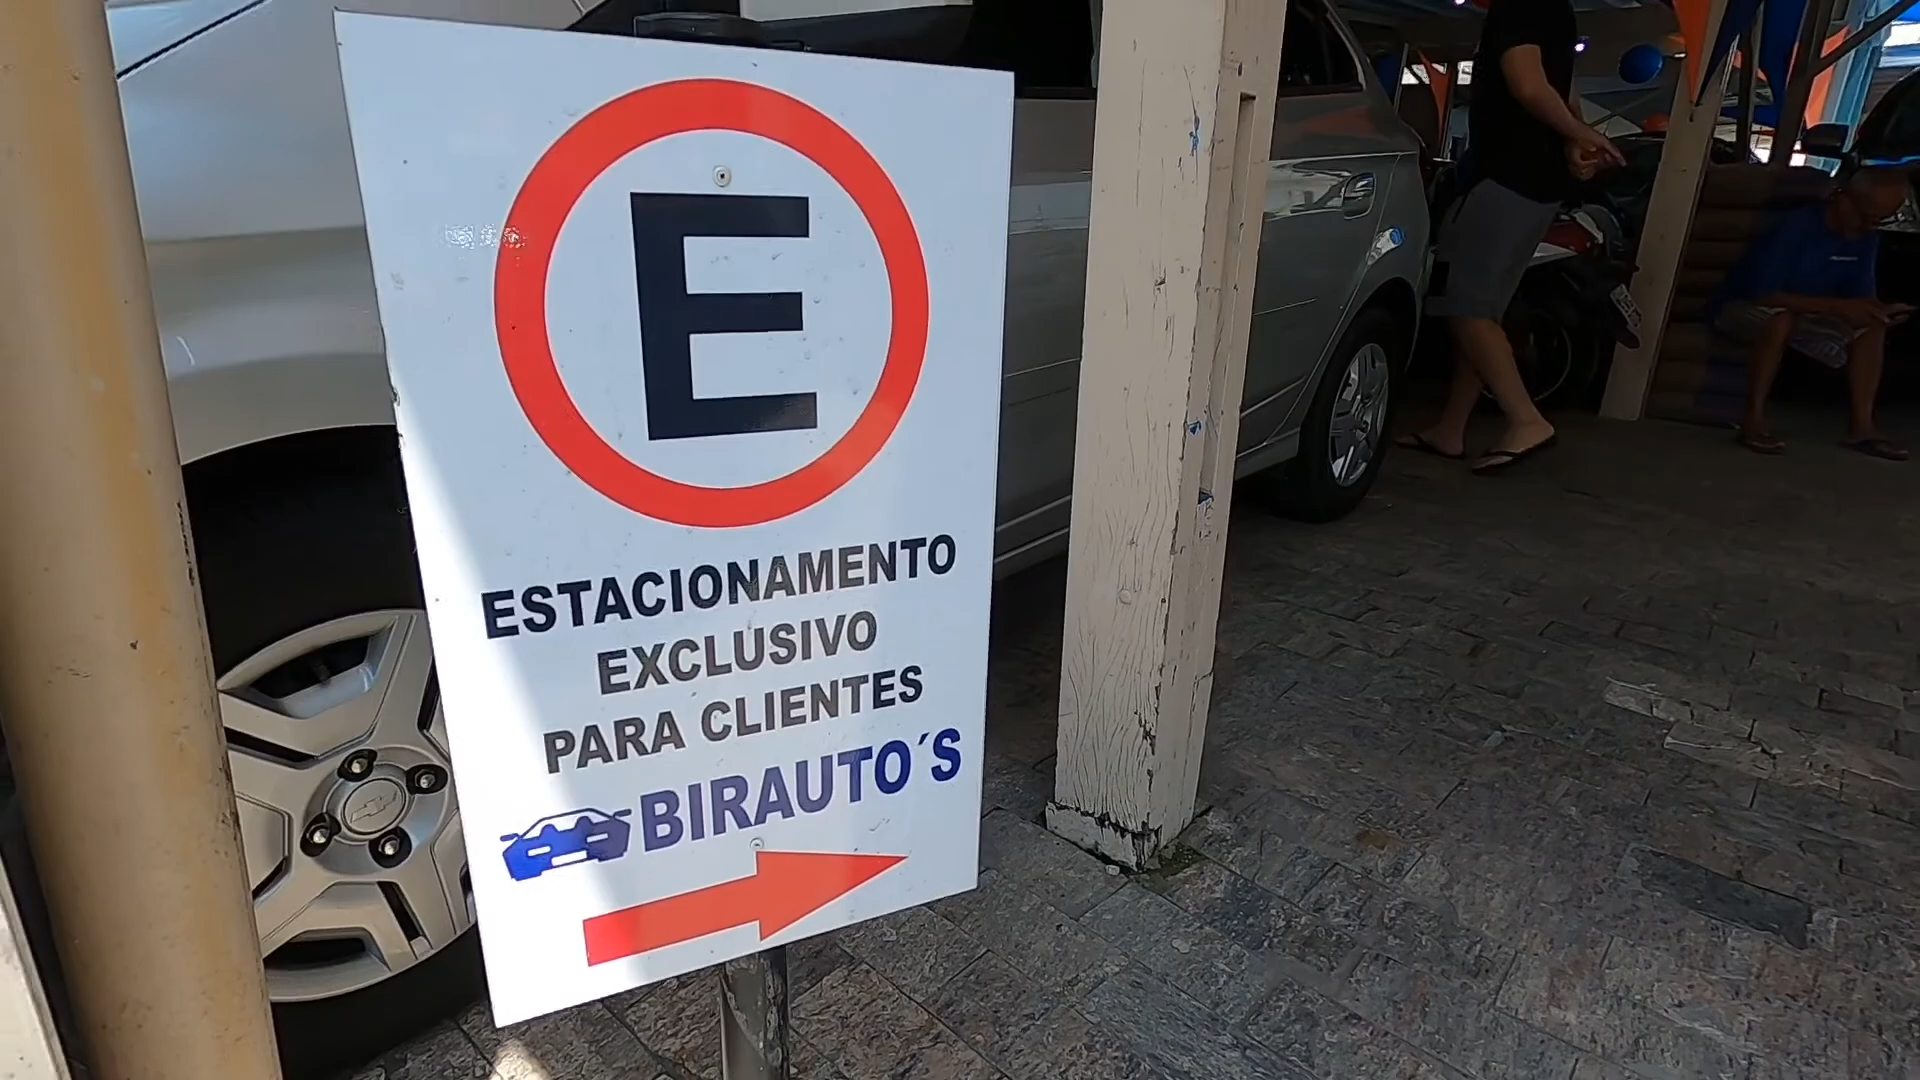 E
ESTACIONAMENTO
EXCLUSIVO
PARA CLIENTES
BIRAUTO´S